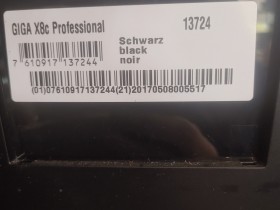 GIGA X8c Professional 13724
Schwarz
black
noir
7 610917 137244
(01)07610917137244(21)20170508005517